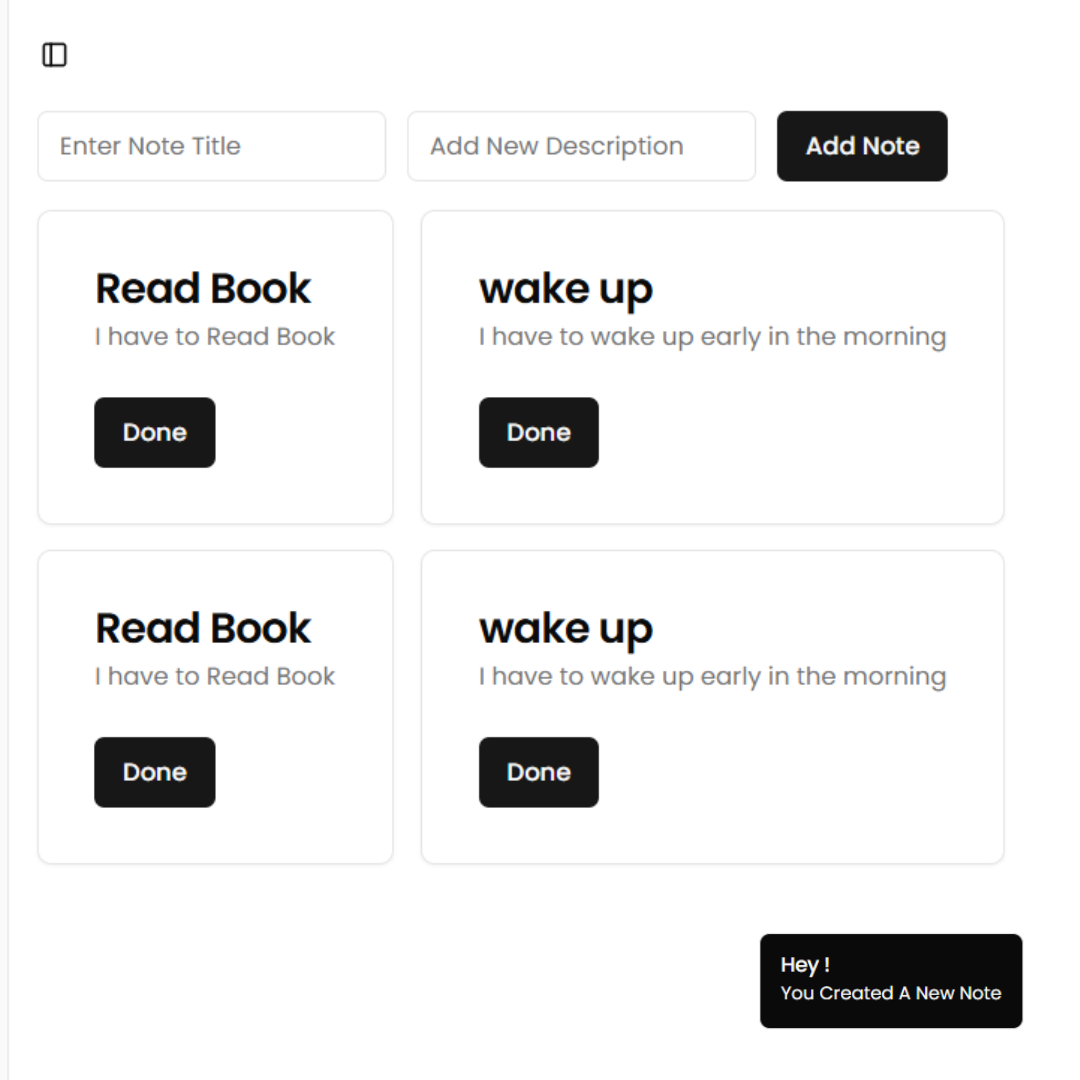 Enter Note Title
Add New Description
Add Note
Read Book
I have to Read Book
Done
wake up
I have to wake up early in the morning
Done
Read Book
I have to Read Book
Done
wake up
I have to wake up early in the morning
Done
Hey !
You Created A New Note